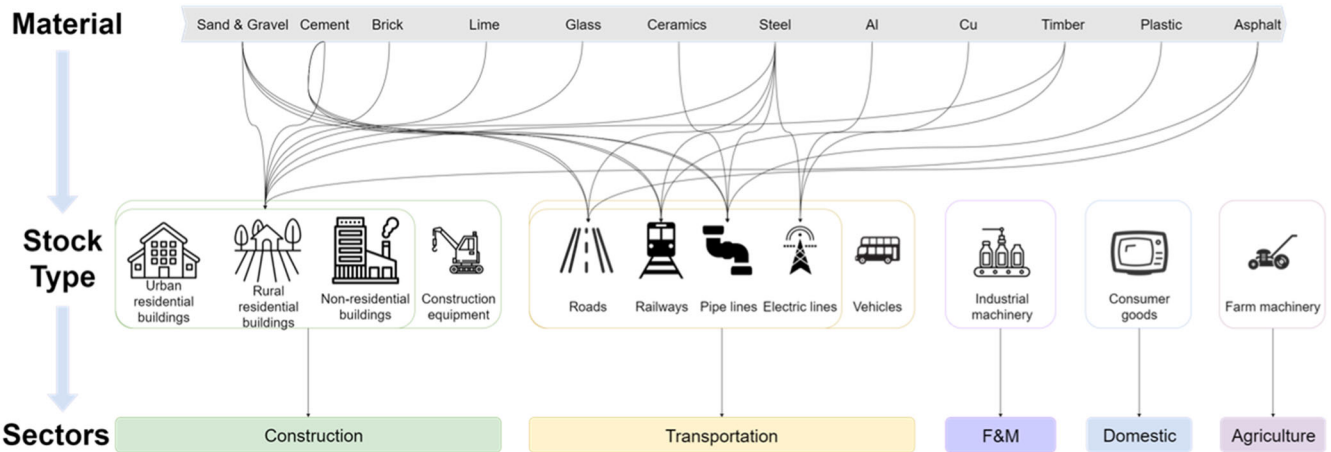 Material
Sand & Gravel Cement Brick Lime Glass Ceramics Steel Al Cu Timber Plastic Asphalt
Stock
Type
Urban
residential
buildings
Rural
residential
buildings
Non-residential
buildings
Construction
equipment
Roads
Railways
Pipe lines
Electric lines
Vehicles
Industrial
machinery
Consumer
goods
Farm machinery
Sectors
Construction
Transportation
F&M
Domestic
Agriculture